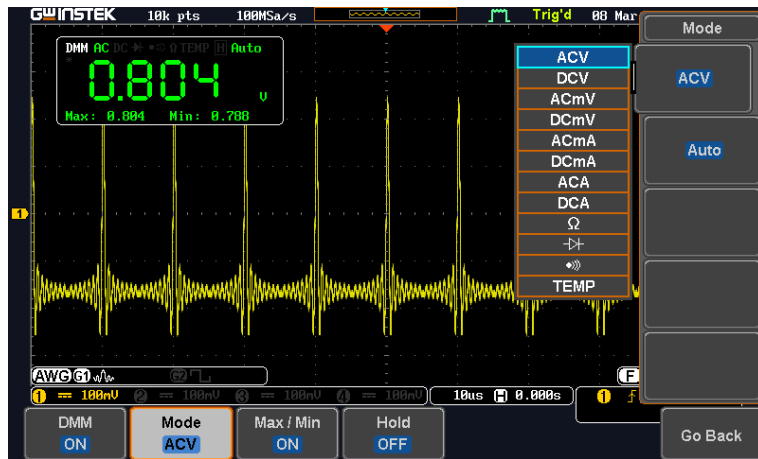 GWINSTEK 10k pts 100MSa/s Trig'd 08 Mar
Mode
DMM AC DC Ω TEMP H Auto
0.804 V
Max: 0.804 Min: 0.788
ACV
DCV
ACmV
DCmV
ACmA
DCmA
ACA
DCA
Ω
TEMP
ACV
Auto
1
AWG G1 G2 F
1 100mV 2 100mV 3 100mV 4 100mV 10us H 0.000s 1
DMM
ON
Mode
ACV
Max / Min
ON
Hold
OFF
Go Back